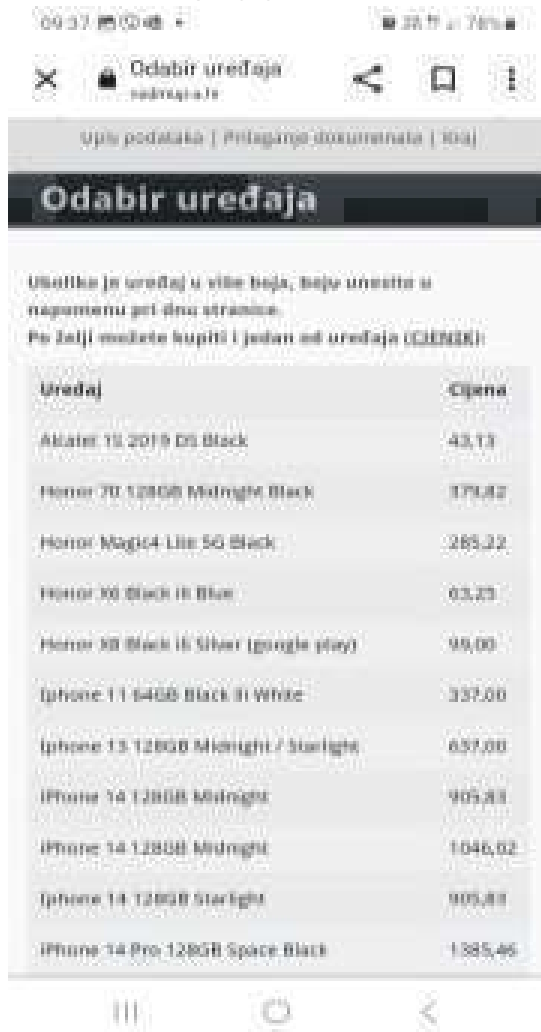 09:37
78%
Odabir uređaja
Upis podataka | Prilaganje dokumenata | Kraj
Odabir uređaja
Ukoliko je uređaj u više boja, boju unesite u
napomenu pri dnu stranice.
Po želji možete kupiti i jedan od uređaja (CJENIK):
Uređaj Cijena
Alcatel 1S 2019 DS Black 43,13
Honor 70 128GB Midnight Black 379,82
Honor Magic4 Lite 5G Black 285,22
Honor X6 Black ili Blue 63,25
Honor X8 Black ili Silver (google play) 99,00
Iphone 11 64GB Black ili White 337,00
Iphone 13 128GB Midnight / Starlight 637,00
iPhone 14 128GB Midnight 905,83
iPhone 14 128GB Midnight 1046,02
Iphone 14 128GB Starlight 905,83
iPhone 14 Pro 128GB Space Black 1385,46